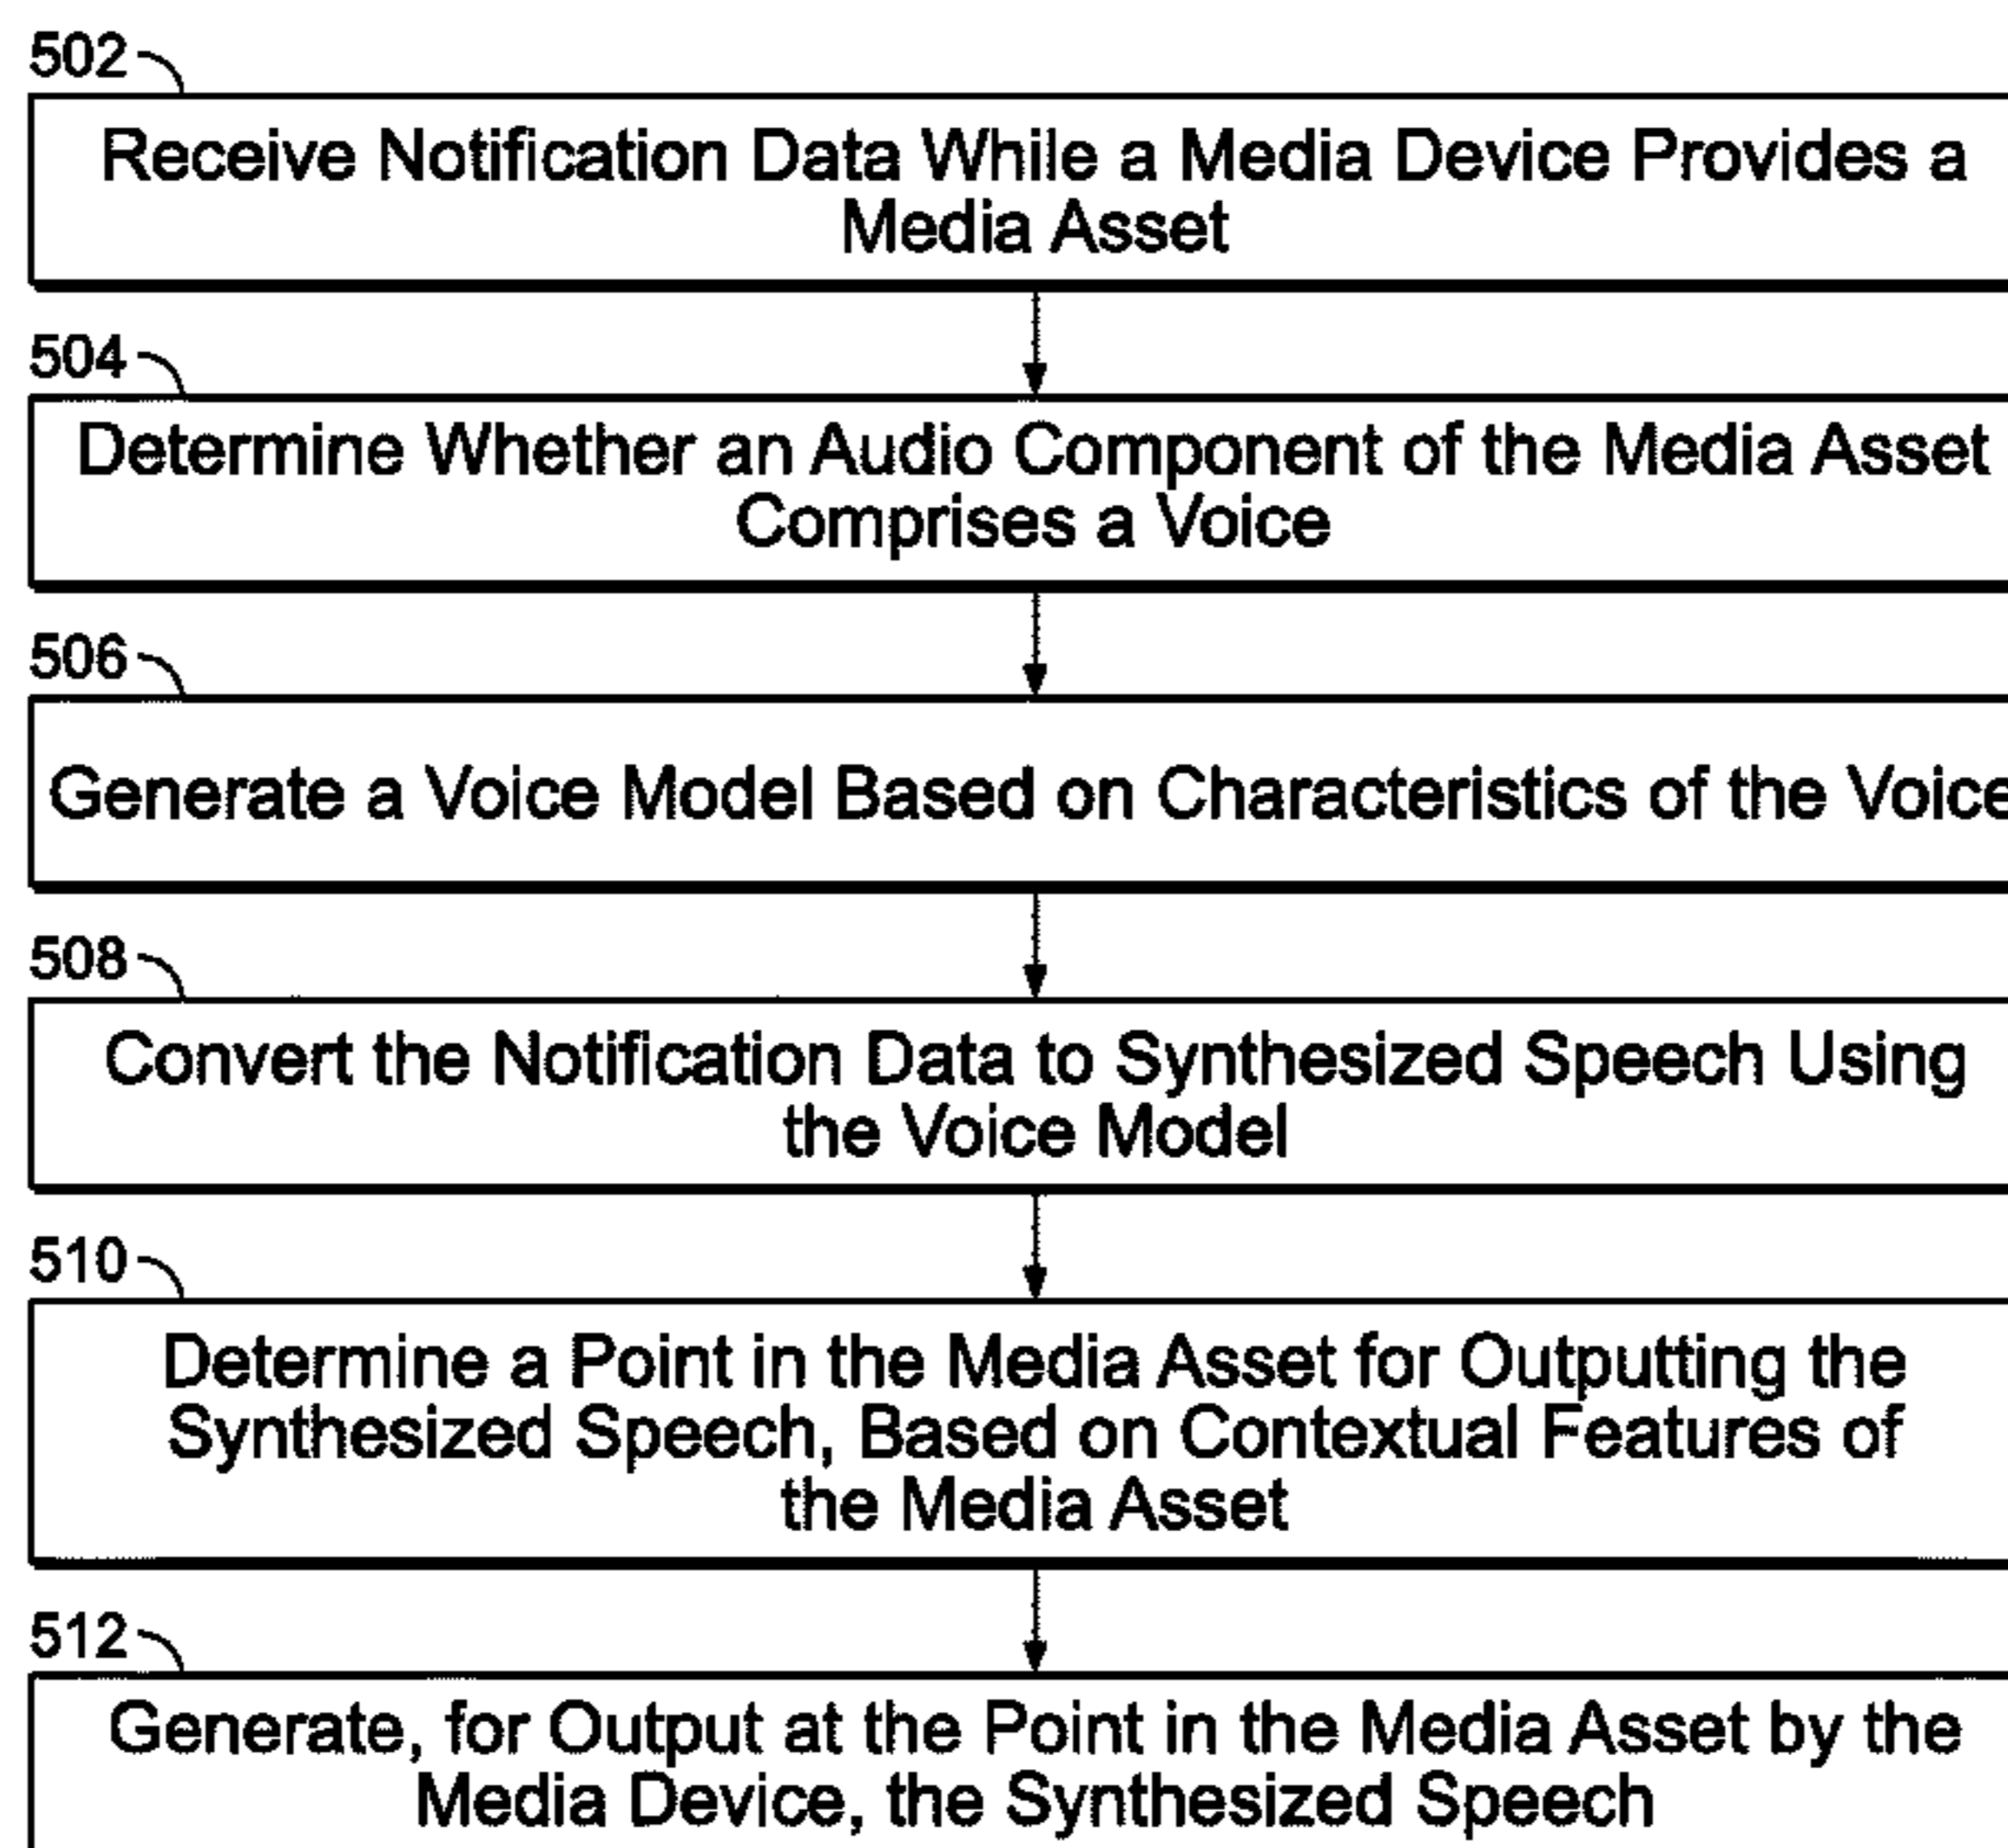 502
Receive Notification Data While a Media Device Provides a
Media Asset
504
Determine Whether an Audio Component of the Media Asset
Comprises a Voice
506
Generate a Voice Model Based on Characteristics of the Voice
508
Convert the Notification Data to Synthesized Speech Using
the Voice Model
510
Determine a Point in the Media Asset for Outputting the
Synthesized Speech, Based on Contextual Features of
the Media Asset
512
Generate, for Output at the Point in the Media Asset by the
Media Device, the Synthesized Speech